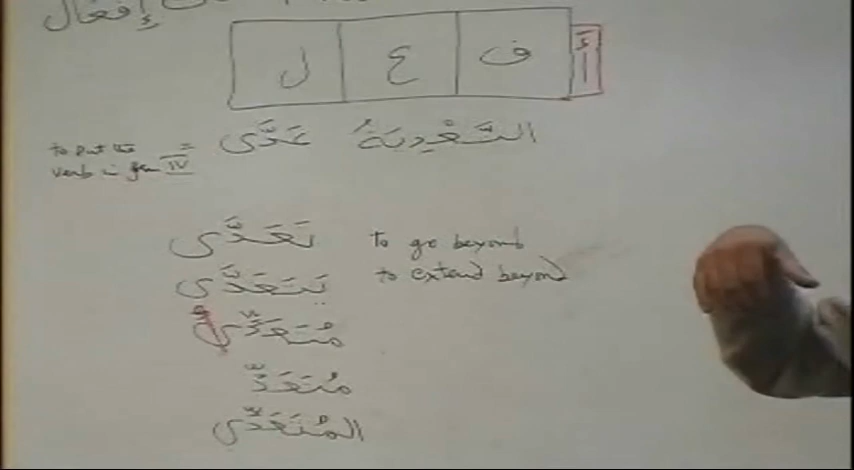 إفعال
أَ ف ع ل
التَّعْدِيَةُ عَدَّى
= to put the
verb in form IV
تَعَدَّى to go beyond
يَتَعَدَّى to extend beyond
مُتَعَدِّيٌ
مُتَعَدٍّ
المُتَعَدِّي